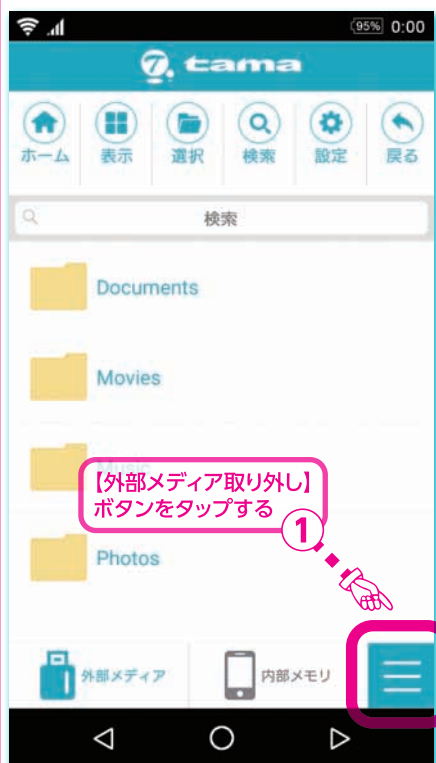 95% 0:00
tama
ホーム 表示 選択 検索 設定 戻る
検索
Documents
Movies
Music
【外部メディア取り外し】
ボタンをタップする
1
Photos
外部メディア 内部メモリ